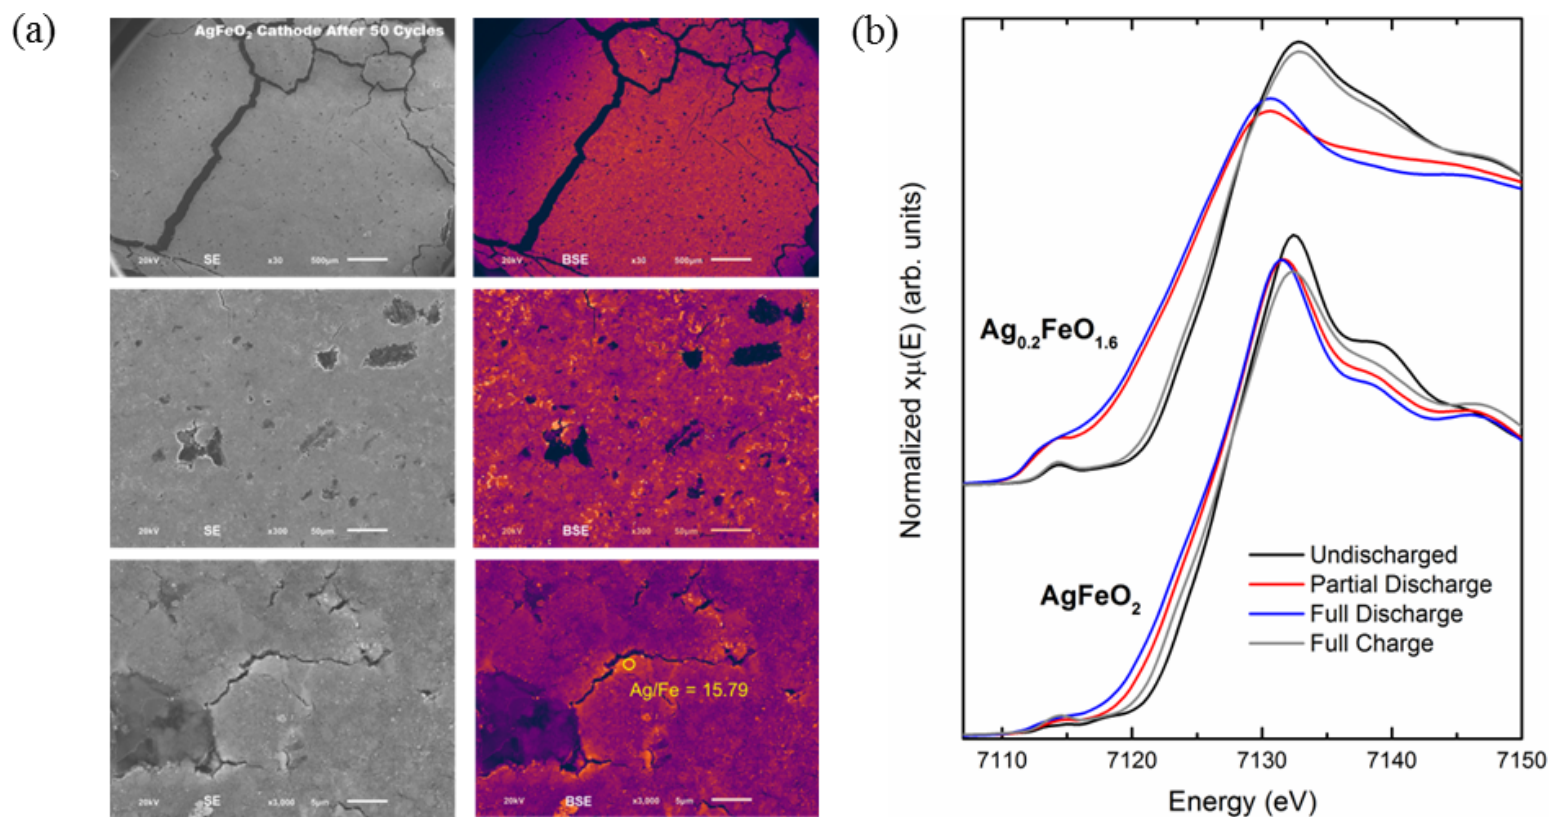 (a)
AgFeO₂ Cathode After 50 Cycles
20kV SE x30 500µm
20kV BSE x30 500µm
20kV SE x300 50µm
20kV BSE x300 50µm
Ag/Fe = 15.79
20kV SE x3,000 5µm
20kV BSE x3,000 5µm
(b)
Normalized xµ(E) (arb. units)
Ag₀.₂FeO₁.₆
AgFeO₂
Undischarged
Partial Discharge
Full Discharge
Full Charge
7110 7120 7130 7140 7150
Energy (eV)